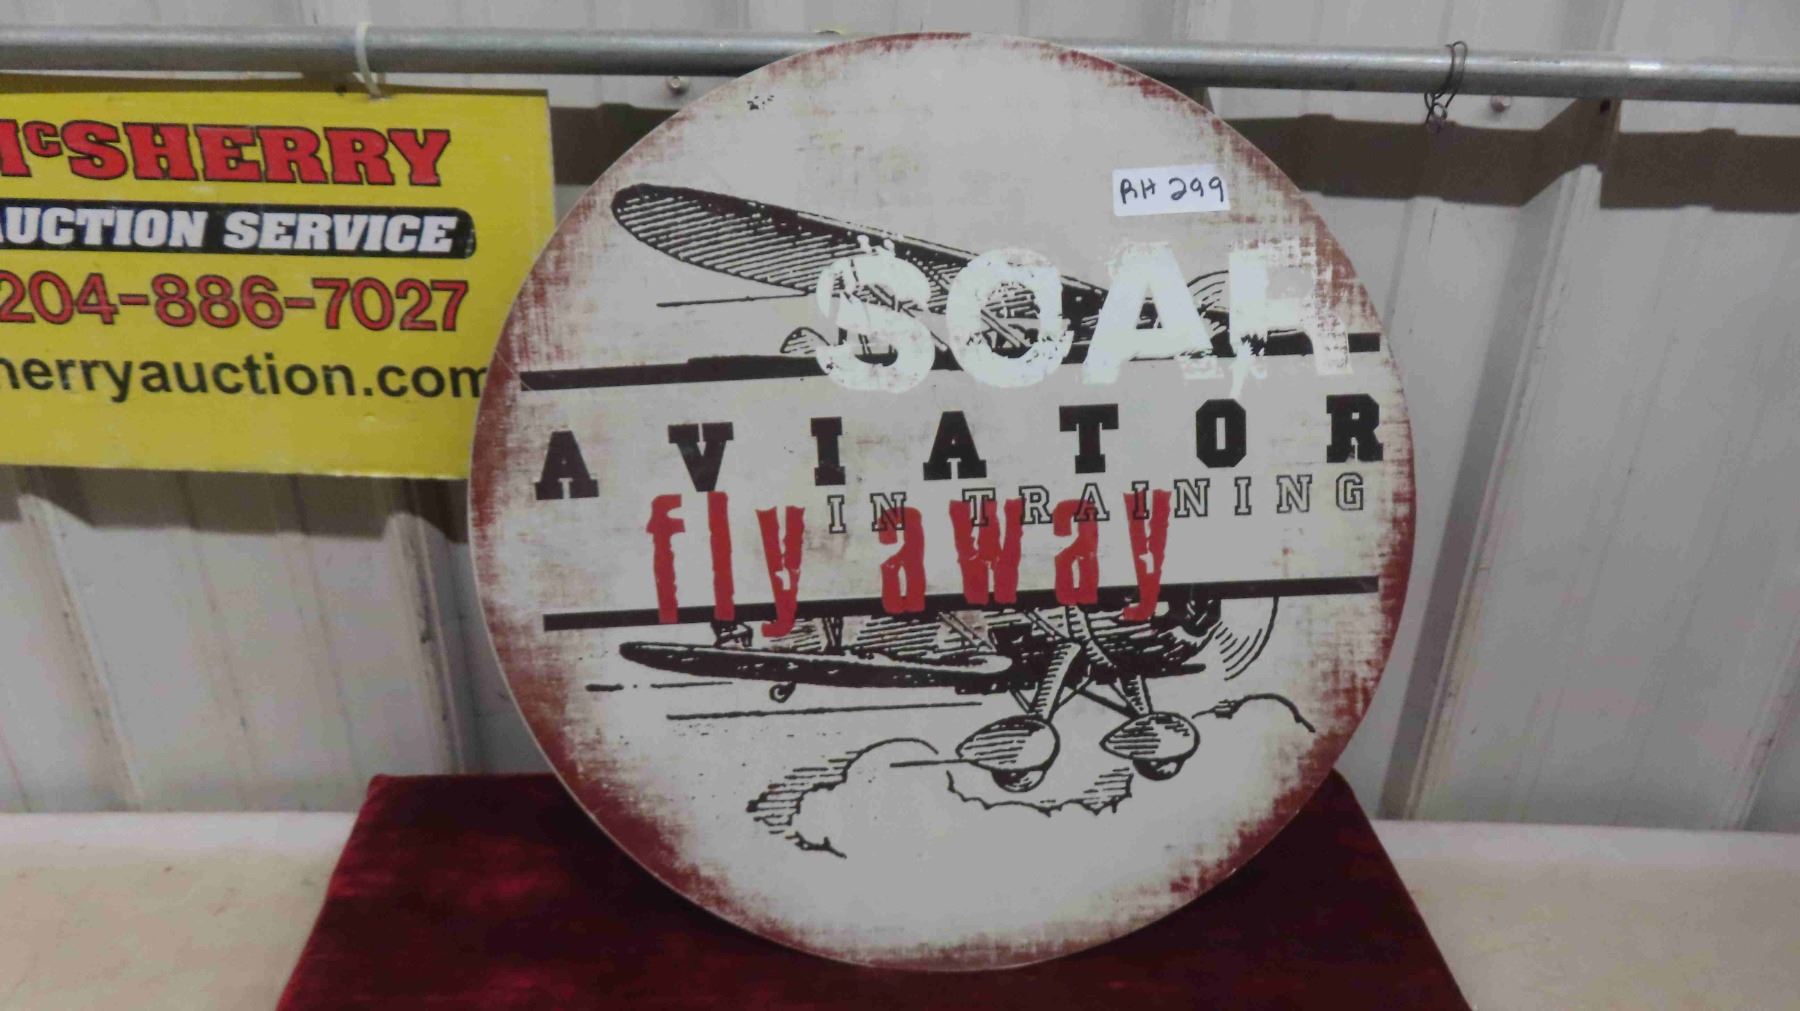 McSHERRY
AUCTION SERVICE
204-886-7027
herryauction.com
RH 299
SOAR
AVIATOR
IN TRAINING
fly away